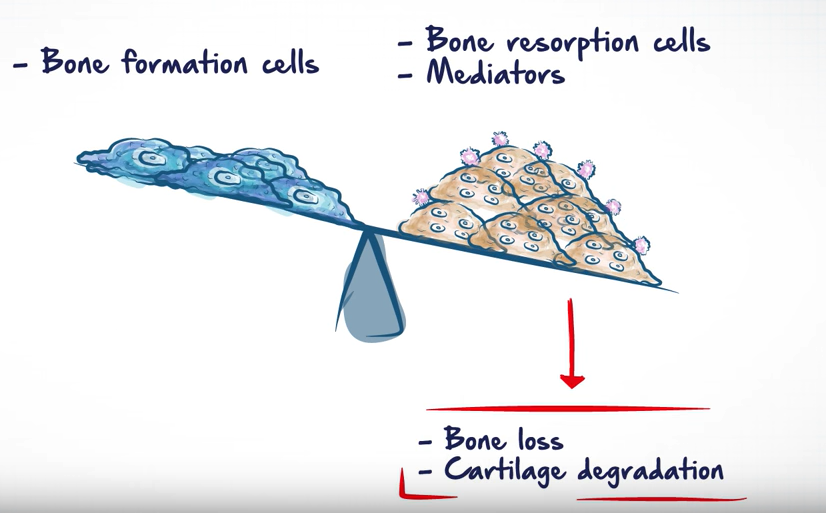 - Bone formation cells
- Bone resorption cells
- Mediators
- Bone loss
- Cartilage degradation